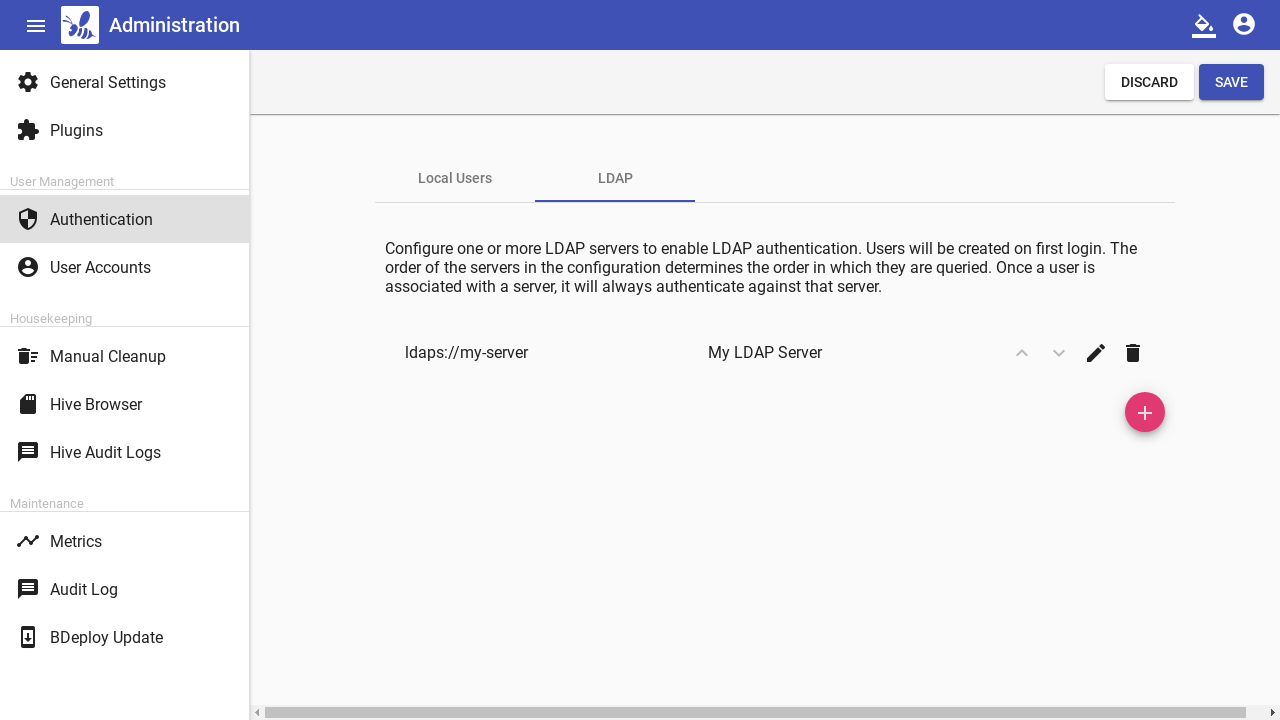 Administration
General Settings
Plugins
User Management
Authentication
User Accounts
Housekeeping
Manual Cleanup
Hive Browser
Hive Audit Logs
Maintenance
Metrics
Audit Log
BDeploy Update
DISCARD
SAVE
Local Users
LDAP
Configure one or more LDAP servers to enable LDAP authentication. Users will be created on first login. The
order of the servers in the configuration determines the order in which they are queried. Once a user is
associated with a server, it will always authenticate against that server.
ldaps://my-server
My LDAP Server